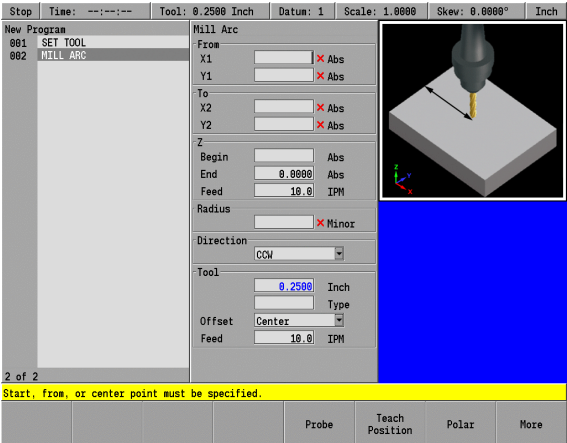 Stop Time: --:--:-- Tool: 0.2500 Inch Datum: 1 Scale: 1.0000 Skew: 0.0000° Inch
New Program
001 SET TOOL
002 MILL ARC
2 of 2
Mill Arc
From
X1 Abs
Y1 Abs
To
X2 Abs
Y2 Abs
Z
Begin Abs
End 0.0000 Abs
Feed 10.0 IPM
Radius
Minor
Direction
CCW
Tool
0.2500 Inch
Type
Offset Center
Feed 10.0 IPM
Z
Y
X
Start, from, or center point must be specified.
Probe Teach Position Polar More